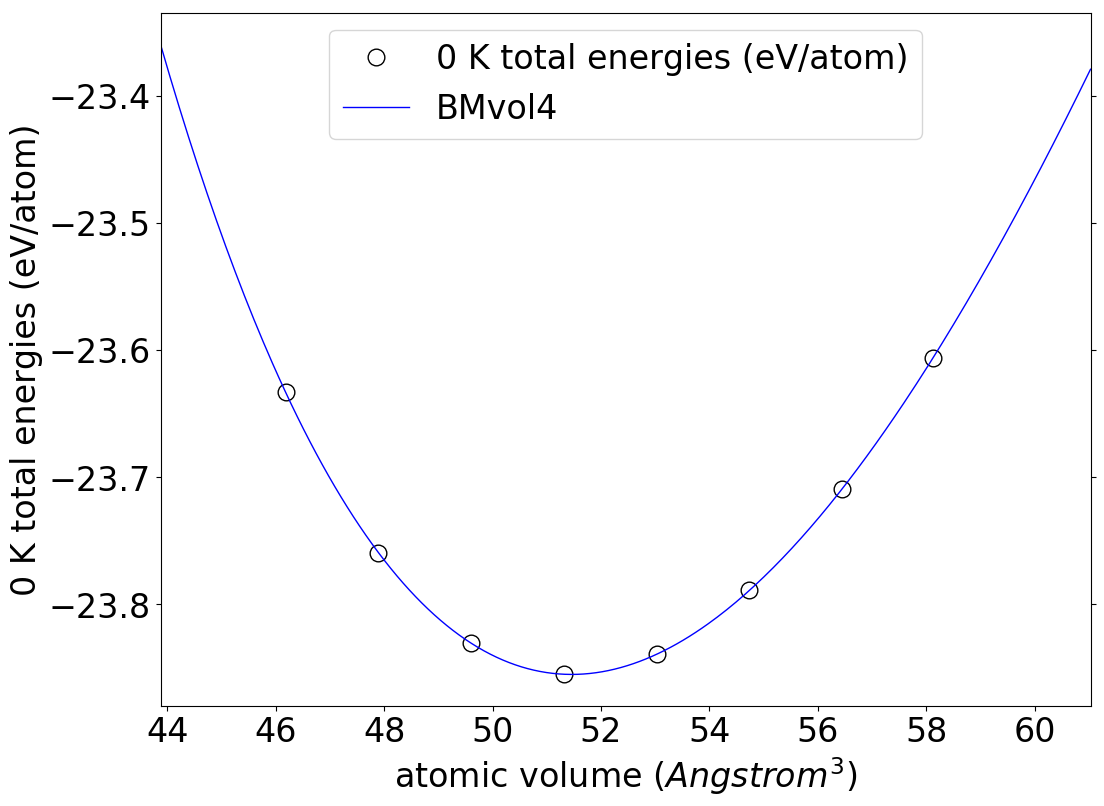 0 K total energies (eV/atom)
BMvol4
0 K total energies (eV/atom)
−23.4
−23.5
−23.6
−23.7
−23.8
44 46 48 50 52 54 56 58 60
atomic volume (Angstrom³)